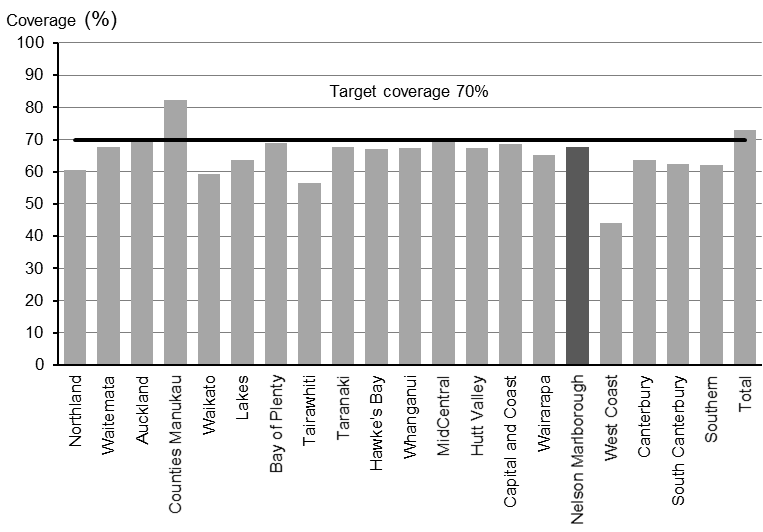 Coverage (%)
100
90
80
70
60
50
40
30
20
10
0
Target coverage 70%
Northland
Waitemata
Auckland
Counties Manukau
Waikato
Lakes
Bay of Plenty
Tairawhiti
Taranaki
Hawke's Bay
Whanganui
MidCentral
Hutt Valley
Capital and Coast
Wairarapa
Nelson Marlborough
West Coast
Canterbury
South Canterbury
Southern
Total